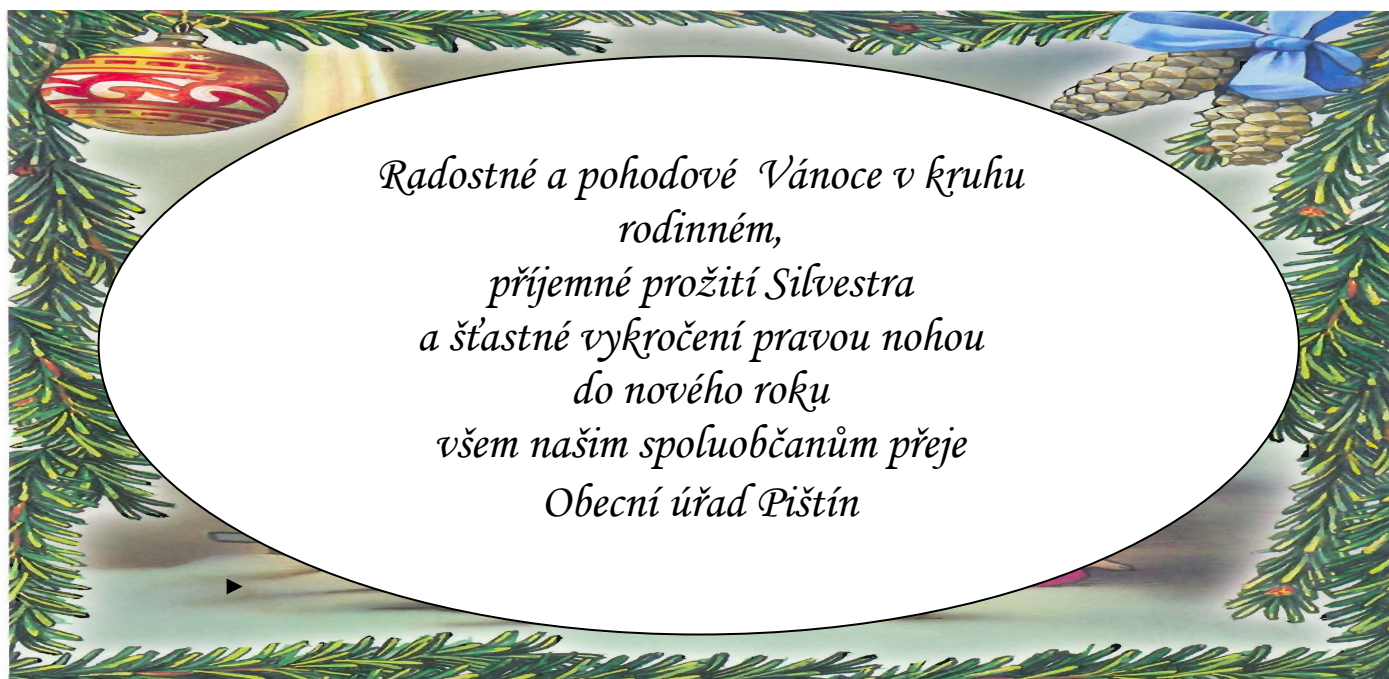 Radostné a pohodové  Vánoce v kruhu
rodinném,
příjemné prožití Silvestra
a šťastné vykročení pravou nohou
do nového roku
všem našim spoluobčanům přeje
Obecní úřad Pištín